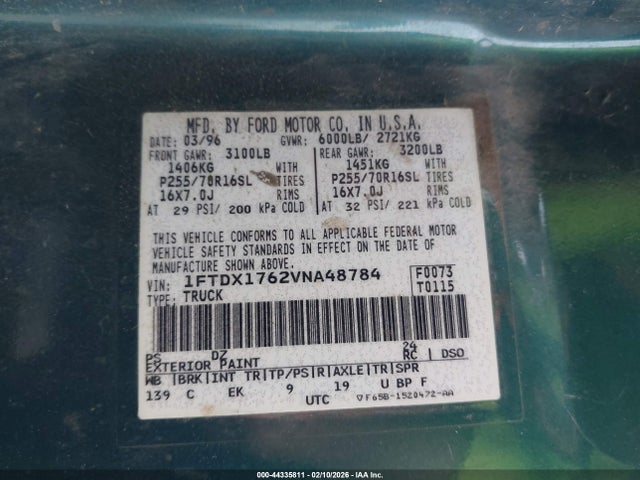 MFD. BY FORD MOTOR CO. IN U.S.A.
DATE: 03/96 GVWR: 6000LB/ 2721KG
FRONT GAWR: 3100LB REAR GAWR: 3200LB
1406KG WITH 1451KG WITH
P255/70R16SL TIRES P255/70R16SL TIRES
16X7.0J RIMS 16X7.0J RIMS
AT 29 PSI/ 200 kPa COLD AT 32 PSI/ 221 kPa COLD
THIS VEHICLE CONFORMS TO ALL APPLICABLE FEDERAL MOTOR
VEHICLE SAFETY STANDARDS IN EFFECT ON THE DATE OF
MANUFACTURE SHOWN ABOVE.
VIN: 1FTDX1762VNA48784 F0073
TYPE: TRUCK T0115
PS DZ 24
EXTERIOR PAINT RC DSO
WB BRK INT TR TP/PS R AXLE TR SPR
139 C EK 9 19 U BP F
UTC F65B-1520472-AA
000-44335811 - 02/10/2026 - IAA Inc.